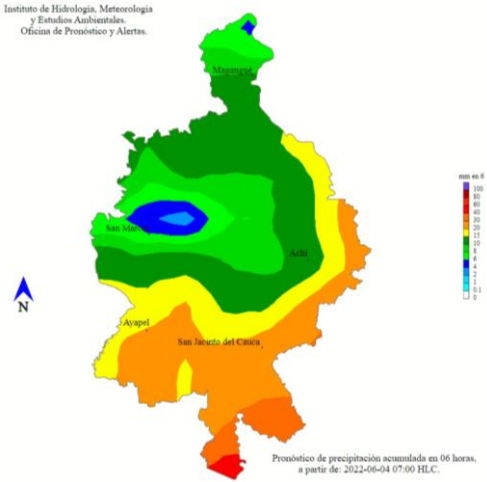 Instituto de Hidrología, Meteorología
y Estudios Ambientales.
Oficina de Pronóstico y Alertas.
Magangué
San Marcos
Achí
Ayapel
San Jacinto del Cauca
N
mm en 6
100
80
60
40
30
20
15
10
8
6
4
2
1
0.1
0
Pronóstico de precipitación acumulada en 06 horas,
a partir de: 2022-06-04 07:00 HLC.